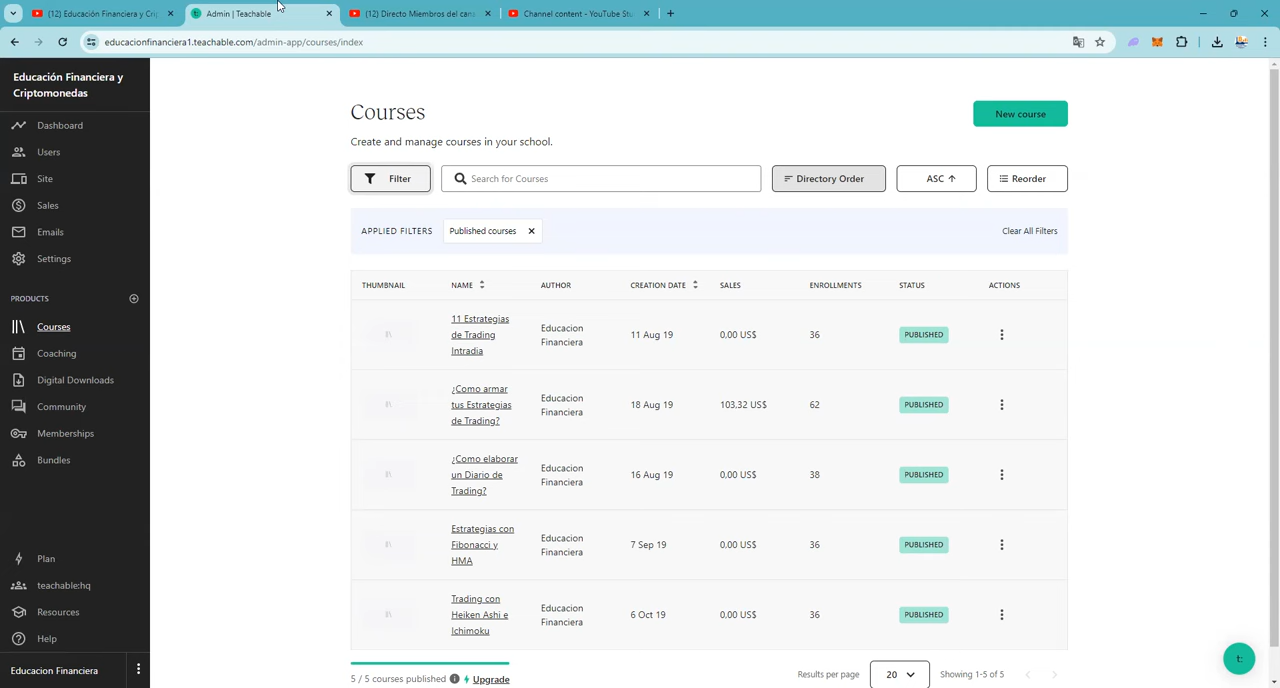 (12) Educación Financiera y Crip
Admin | Teachable
(12) Directo Miembros del cana
Channel content - YouTube Stu
educacionfinanciera1.teachable.com/admin-app/courses/index
Educación Financiera y
Criptomonedas
Dashboard
Users
Site
Sales
Emails
Settings
PRODUCTS
Courses
Coaching
Digital Downloads
Community
Memberships
Bundles
Plan
teachable:hq
Resources
Help
Educacion Financiera
Courses
New course
Create and manage courses in your school.
Filter
Search for Courses
Directory Order
ASC
Reorder
APPLIED FILTERS
Published courses
Clear All Filters
THUMBNAIL NAME AUTHOR CREATION DATE SALES ENROLLMENTS STATUS ACTIONS
11 Estrategias
de Trading
Intradia
Educacion
Financiera
11 Aug 19
0,00 US$
36
PUBLISHED
¿Como armar
tus Estrategias
de Trading?
Educacion
Financiera
18 Aug 19
103,32 US$
62
PUBLISHED
¿Como elaborar
un Diario de
Trading?
Educacion
Financiera
16 Aug 19
0,00 US$
38
PUBLISHED
Estrategias con
Fibonacci y
HMA
Educacion
Financiera
7 Sep 19
0,00 US$
36
PUBLISHED
Trading con
Heiken Ashi e
Ichimoku
Educacion
Financiera
6 Oct 19
0,00 US$
36
PUBLISHED
5 / 5 courses published
Upgrade
Results per page
20
Showing 1-5 of 5
t: